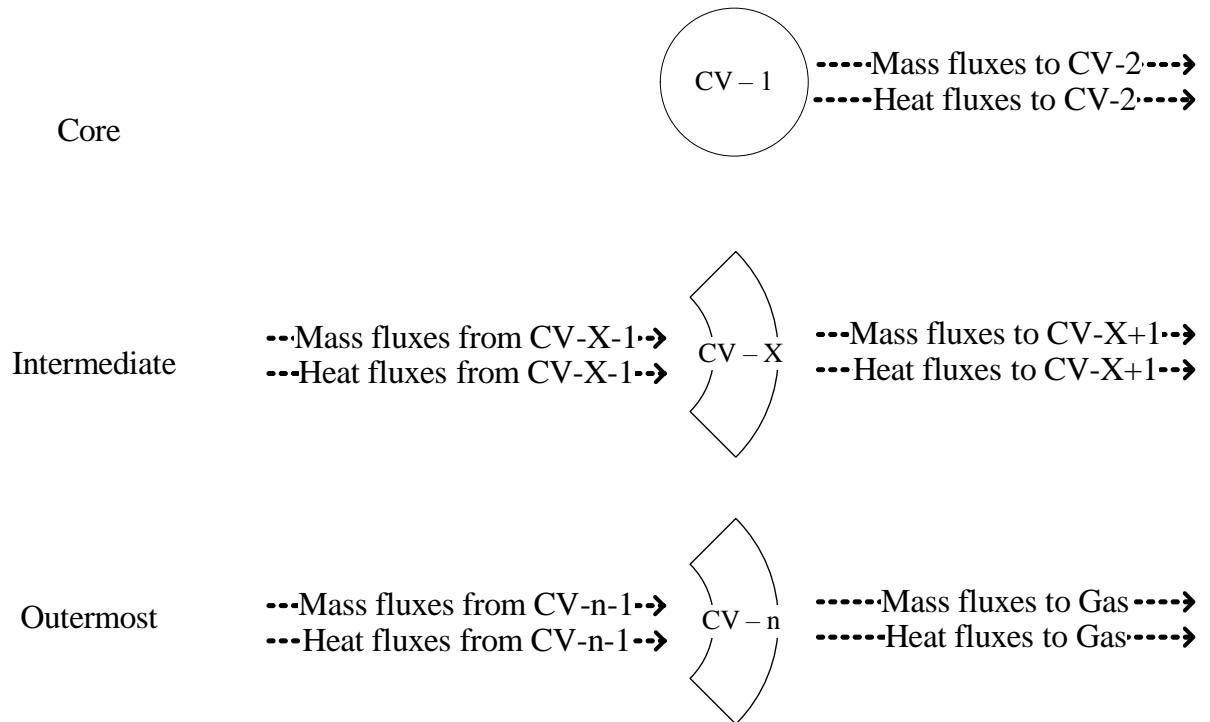 CV – 1
Mass fluxes to CV-2
Heat fluxes to CV-2
Core
Mass fluxes from CV-X-1
Heat fluxes from CV-X-1
CV – X
Mass fluxes to CV-X+1
Heat fluxes to CV-X+1
Intermediate
Mass fluxes from CV-n-1
Heat fluxes from CV-n-1
CV – n
Mass fluxes to Gas
Heat fluxes to Gas
Outermost